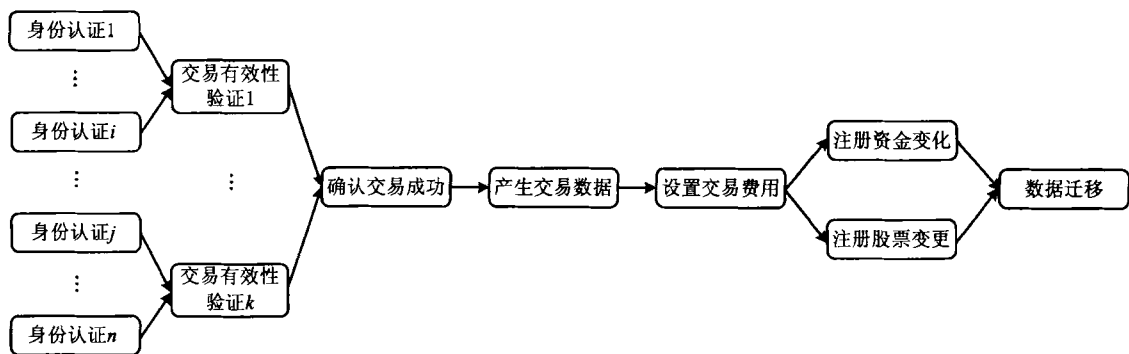 身份认证1
⋮
身份认证i
⋮
身份认证j
⋮
身份认证n
交易有效性
验证1
⋮
交易有效性
验证k
确认交易成功
产生交易数据
设置交易费用
注册资金变化
注册股票变更
数据迁移